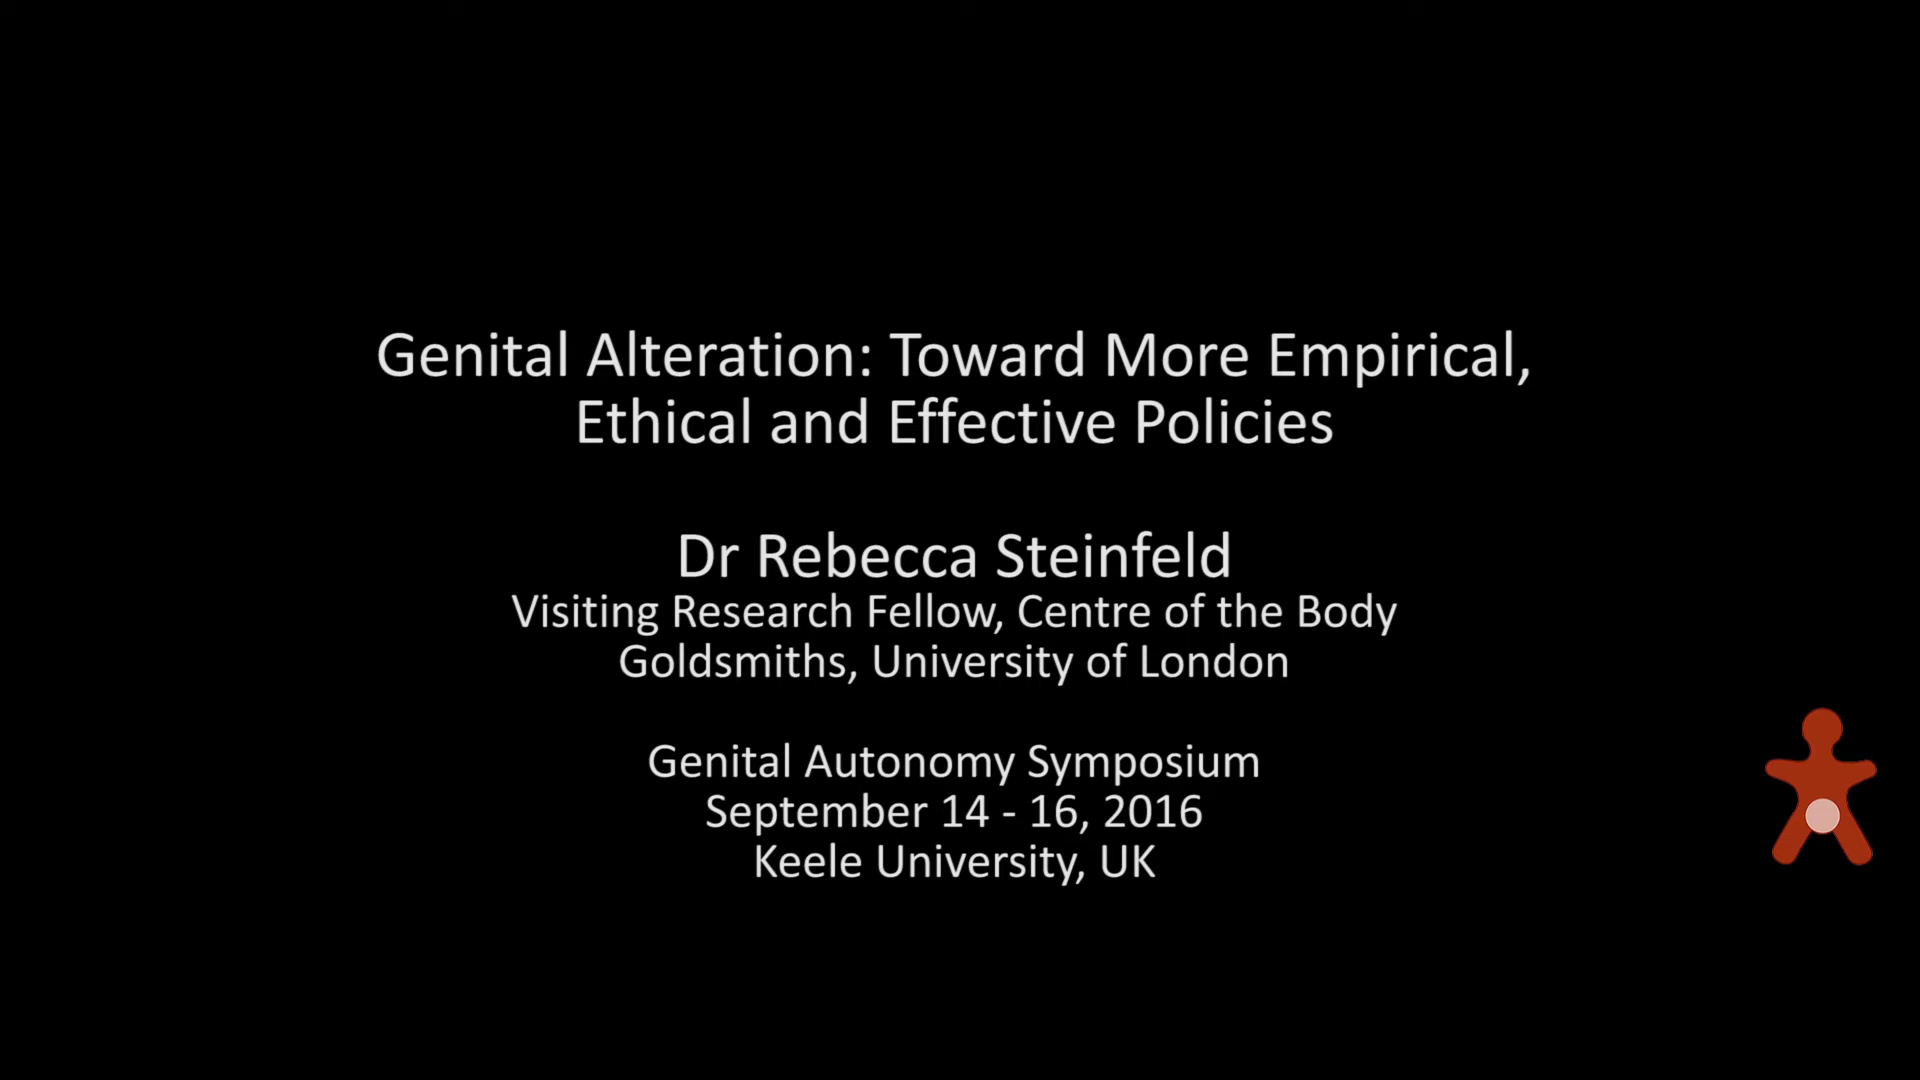 Genital Alteration: Toward More Empirical,
Ethical and Effective Policies
Dr Rebecca Steinfeld
Visiting Research Fellow, Centre of the Body
Goldsmiths, University of London
Genital Autonomy Symposium
September 14 - 16, 2016
Keele University, UK